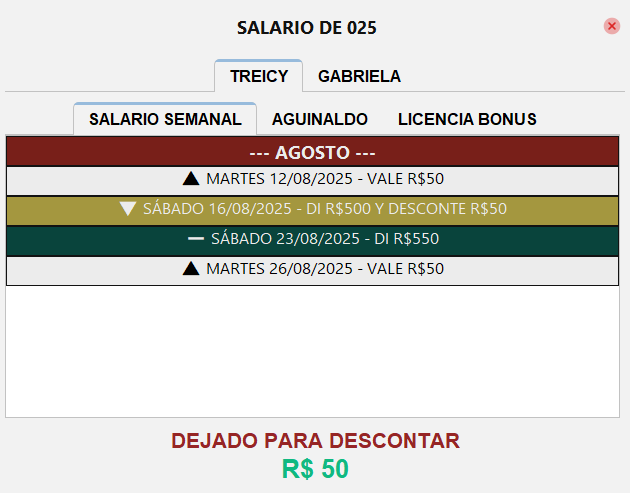 SALARIO DE 025
TREICY GABRIELA
SALARIO SEMANAL AGUINALDO LICENCIA BONUS
--- AGOSTO ---
▲ MARTES 12/08/2025 - VALE R$50
▼ SÁBADO 16/08/2025 - DI R$500 Y DESCONTE R$50
— SÁBADO 23/08/2025 - DI R$550
▲ MARTES 26/08/2025 - VALE R$50
DEJADO PARA DESCONTAR
R$ 50